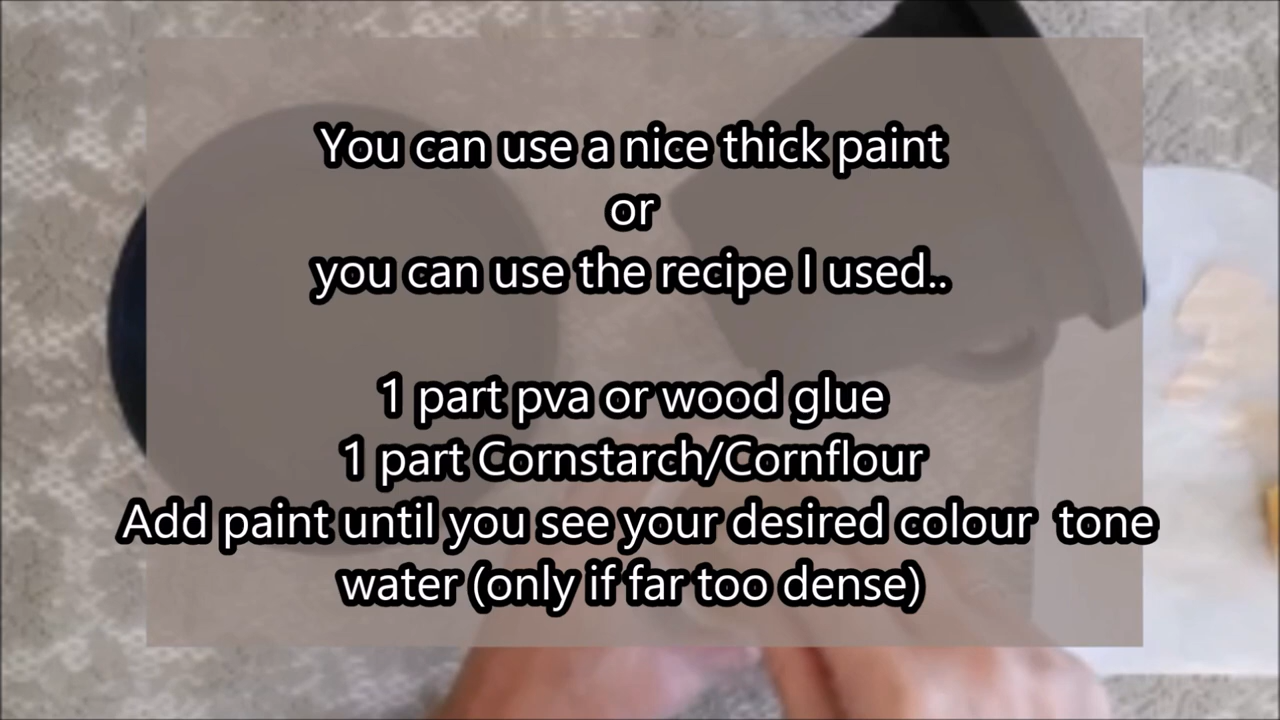 You can use a nice thick paint
or
you can use the recipe I used..
1 part pva or wood glue
1 part Cornstarch/Cornflour
Add paint until you see your desired colour  tone
water (only if far too dense)